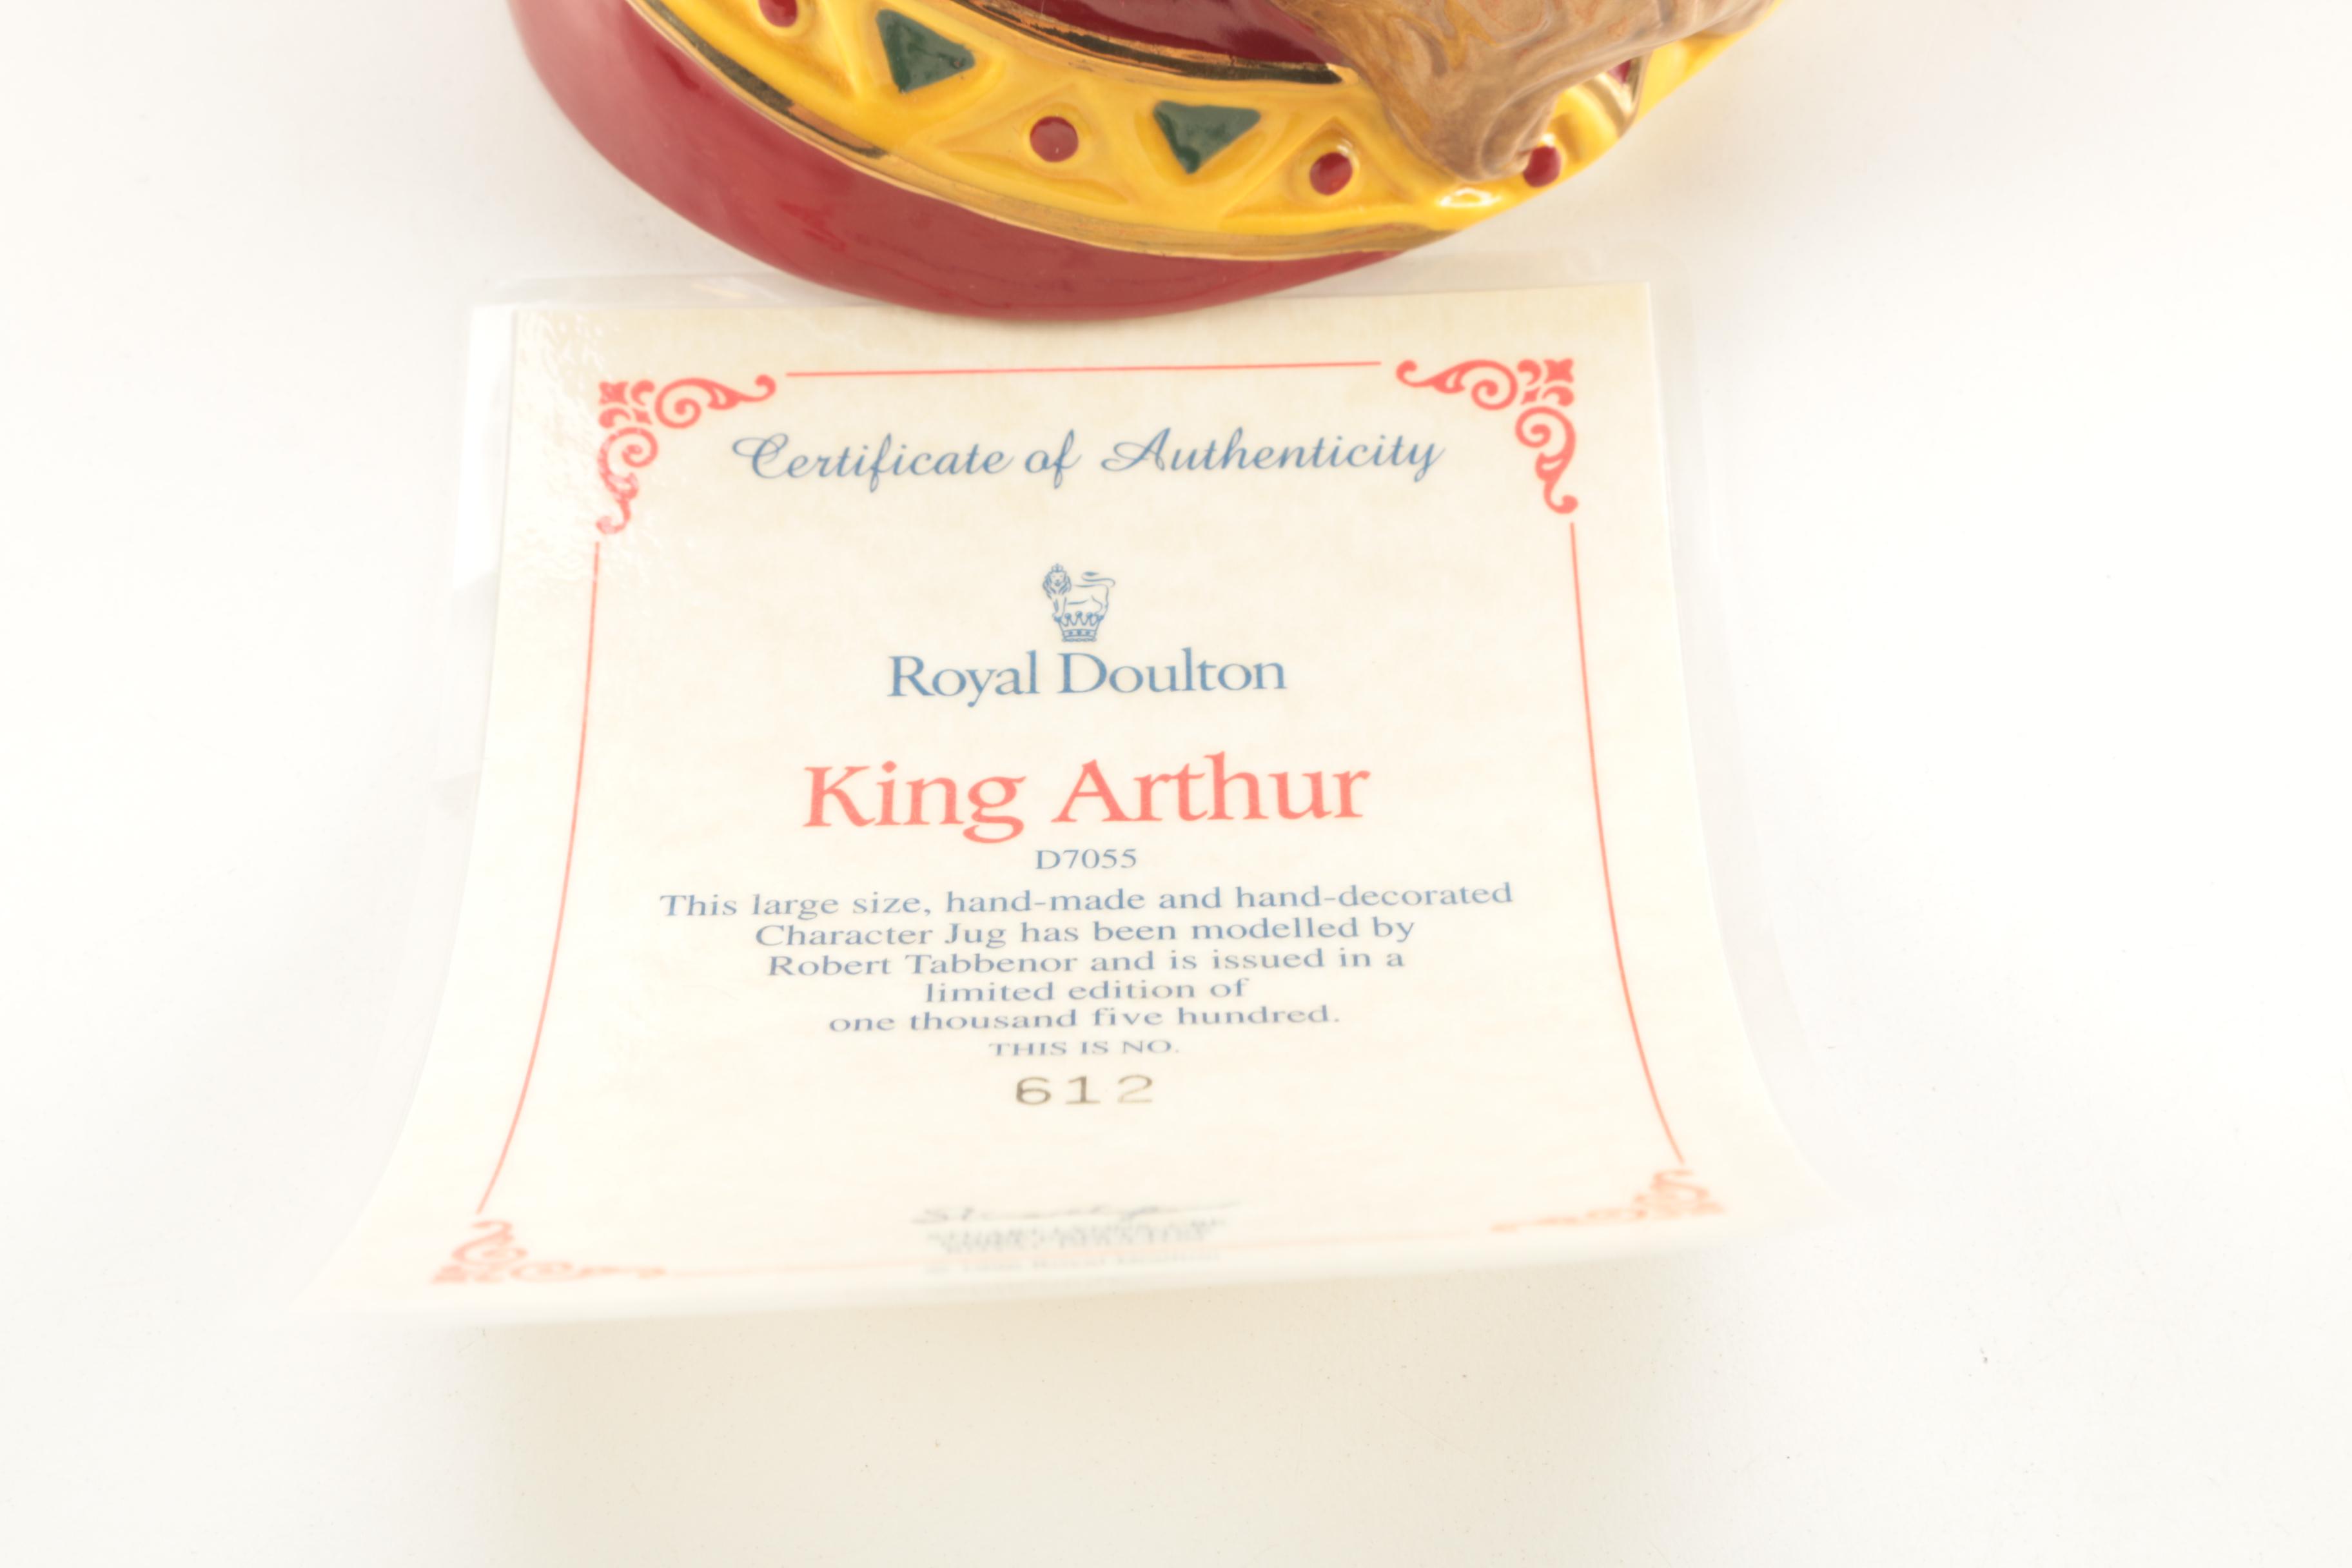 Certificate of Authenticity
Royal Doulton
King Arthur
D7055
This large size, hand-made and hand-decorated
Character Jug has been modelled by
Robert Tabbenor and is issued in a
limited edition of
one thousand five hundred.
THIS IS NO.
612
Royal Doulton